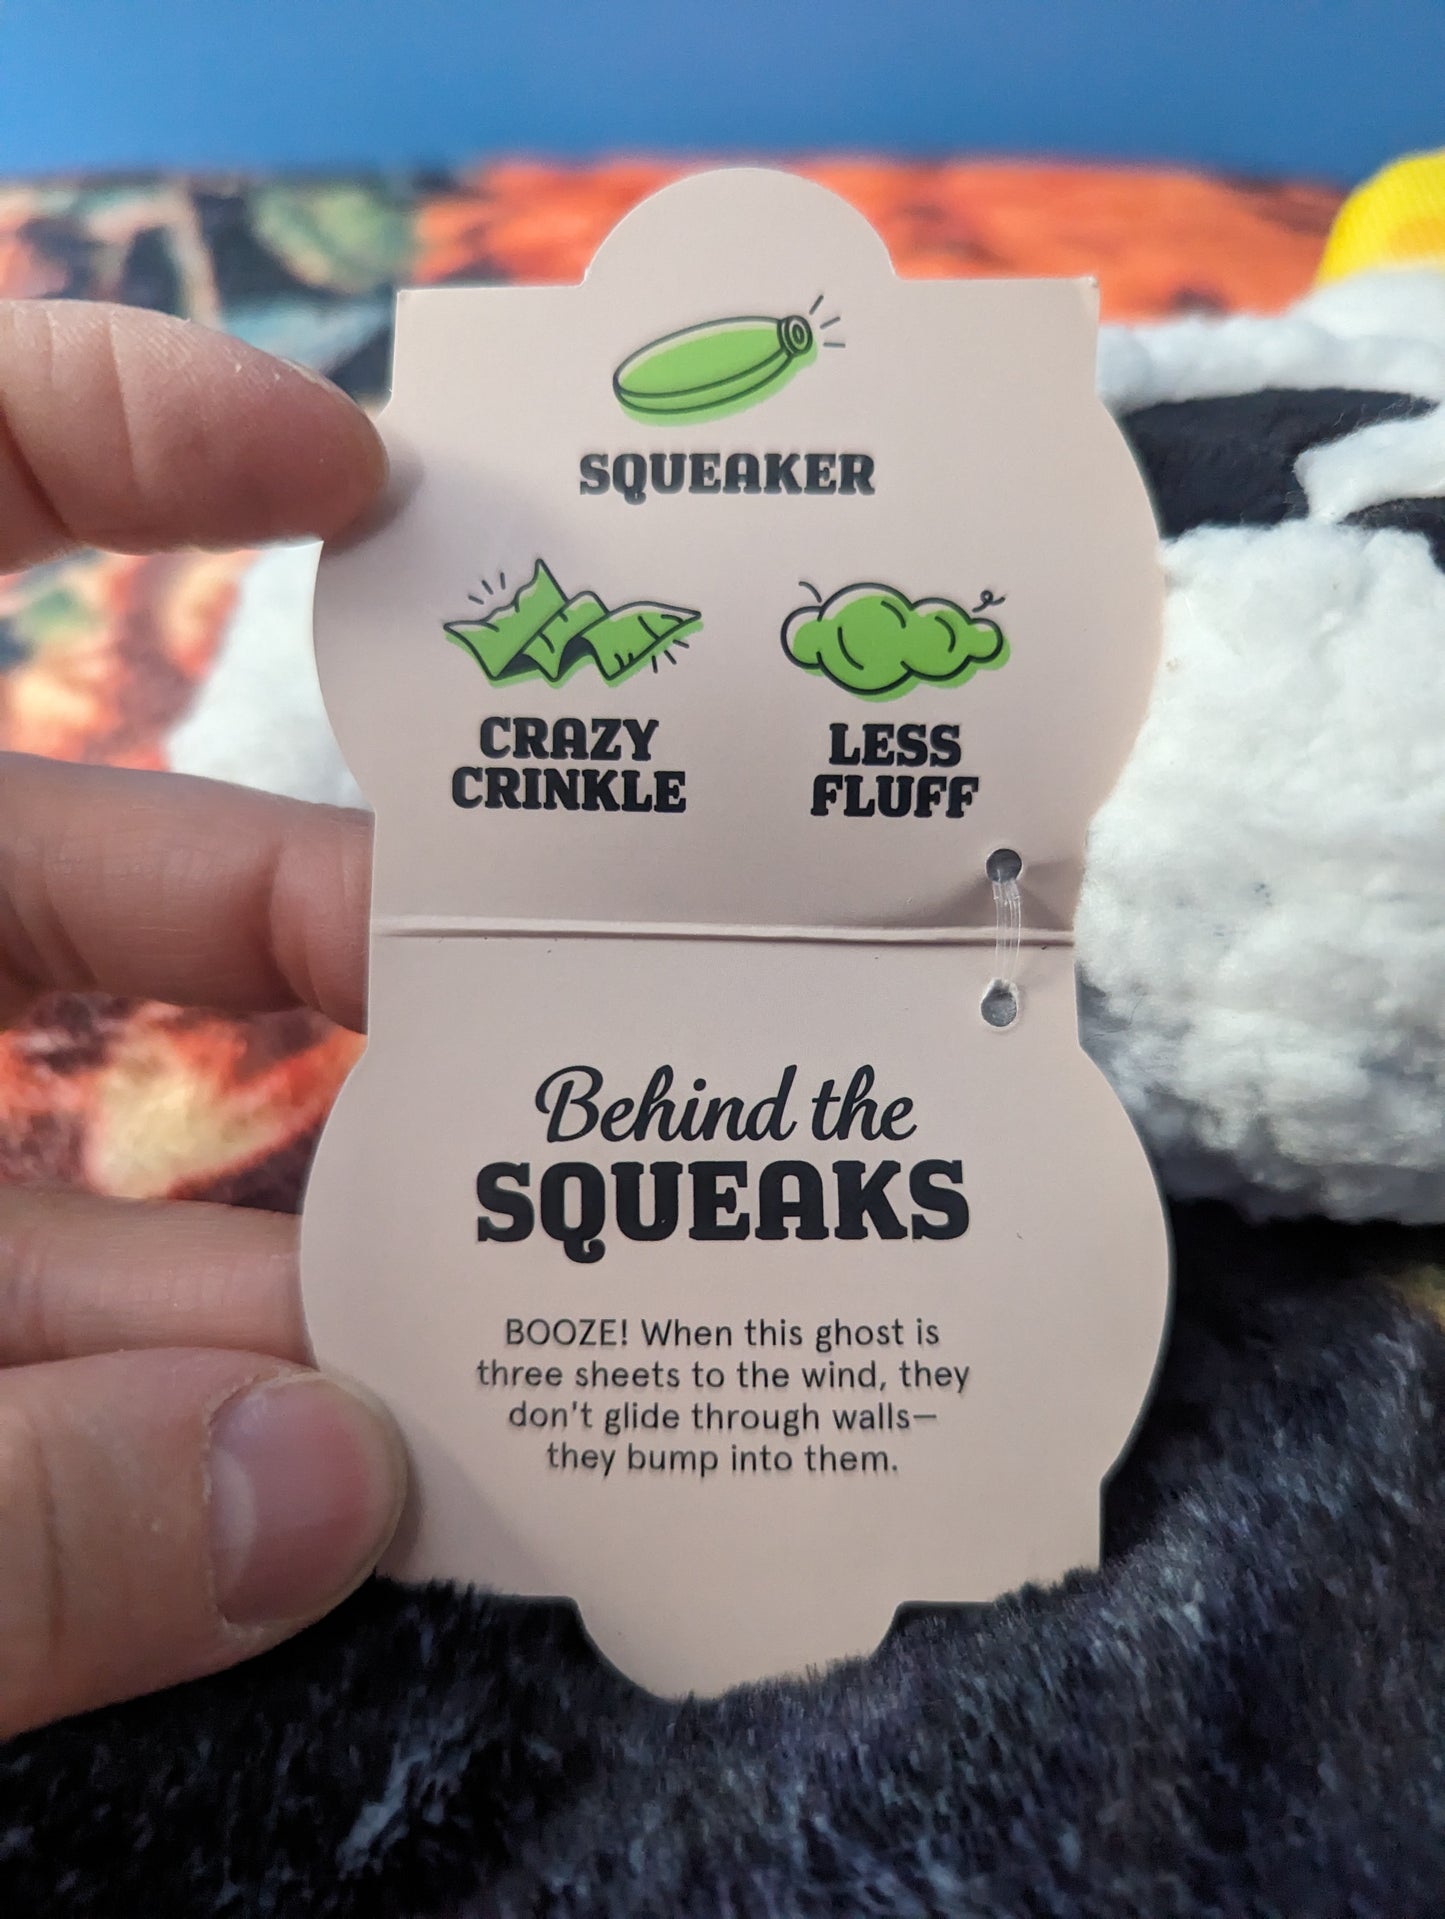 SQUEAKER
CRAZY
CRINKLE
LESS
FLUFF
Behind the
SQUEAKS
BOOZE! When this ghost is
three sheets to the wind, they
don't glide through walls—
they bump into them.